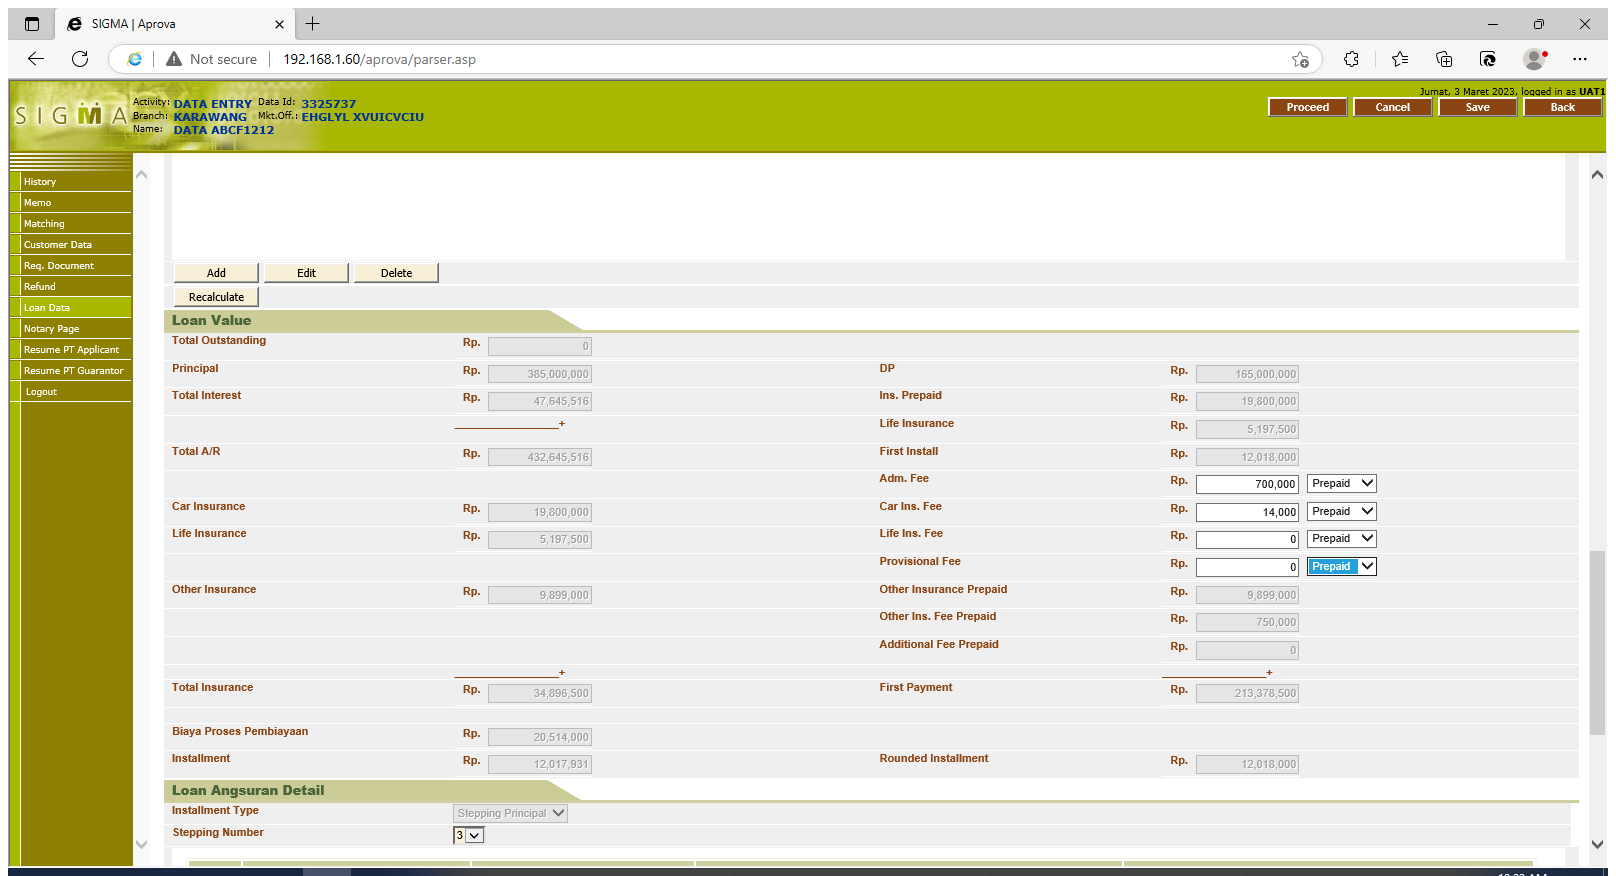 SIGMA | Aprova
Not secure 192.168.1.60/aprova/parser.asp
Jumat, 3 Maret 2023, logged in as UAT1
SIGMA
Activity: DATA ENTRY Data Id: 3325737
Branch: KARAWANG Mkt.Off.: EHGLYL XVUICVCIU
Name: DATA ABCF1212
Proceed Cancel Save Back
History
Memo
Matching
Customer Data
Req. Document
Refund
Loan Data
Notary Page
Resume PT Applicant
Resume PT Guarantor
Logout
Add Edit Delete
Recalculate
Loan Value
Total Outstanding Rp. 0
Principal Rp. 385,000,000 DP Rp. 165,000,000
Total Interest Rp. 47,645,516 Ins. Prepaid Rp. 19,800,000
+ Life Insurance Rp. 5,197,500
Total A/R Rp. 432,645,516 First Install Rp. 12,018,000
Adm. Fee Rp. 700,000 Prepaid
Car Insurance Rp. 19,800,000 Car Ins. Fee Rp. 14,000 Prepaid
Life Insurance Rp. 5,197,500 Life Ins. Fee Rp. 0 Prepaid
Provisional Fee Rp. 0 Prepaid
Other Insurance Rp. 9,899,000 Other Insurance Prepaid Rp. 9,899,000
Other Ins. Fee Prepaid Rp. 750,000
Additional Fee Prepaid Rp. 0
+ +
Total Insurance Rp. 34,896,500 First Payment Rp. 213,378,500
Biaya Proses Pembiayaan Rp. 20,514,000
Installment Rp. 12,017,931 Rounded Installment Rp. 12,018,000
Loan Angsuran Detail
Installment Type Stepping Principal
Stepping Number 3